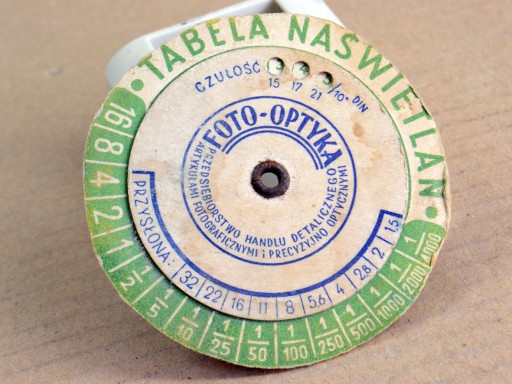 • TABELA NAŚWIETLAŃ •
CZUŁOŚĆ /10° DIN
15 17 21
FOTO-OPTYKA
PRZEDSIĘBIORSTWO HANDLU DETALICZNEGO
ARTYKUŁAMI FOTOGRAFICZNYMI i PRECYZYJNO OPTYCZNYMI
PRZYSŁONA: 32 22 16 11 8 5,6 4 2,8 2 1,5
16 8 4 2 1 1/2 1/5 1/10 1/25 1/50 1/100 1/250 1/500 1/1000 1/2000